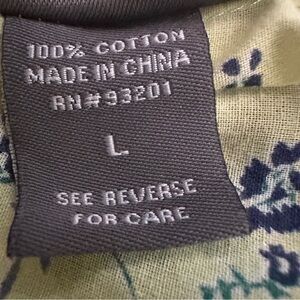 100% COTTON
MADE IN CHINA
RN# 93201
L
SEE REVERSE
FOR CARE